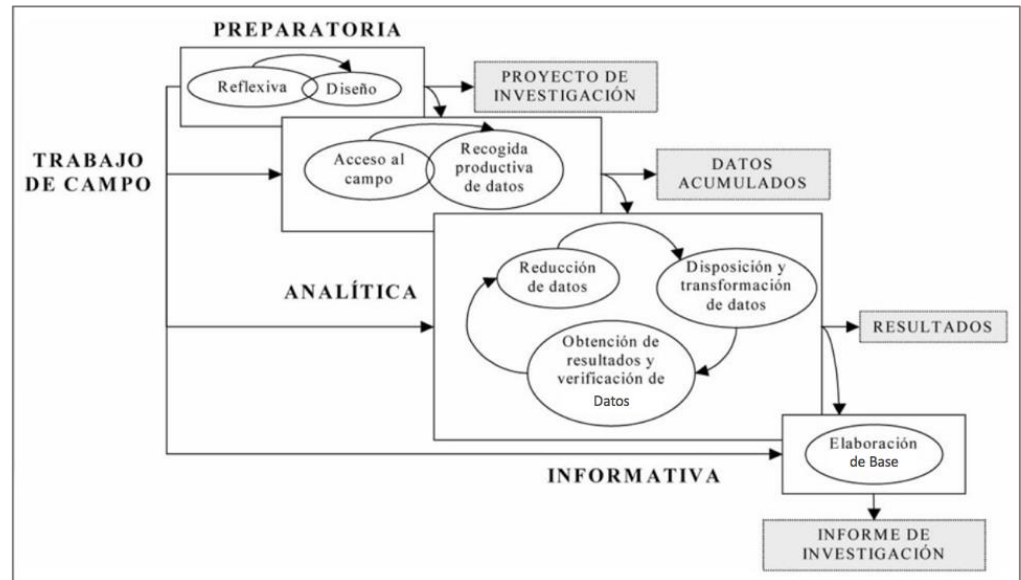 PREPARATORIA
Reflexiva
Diseño
PROYECTO DE
INVESTIGACIÓN
TRABAJO
DE CAMPO
Acceso al
campo
Recogida
productiva
de datos
DATOS
ACUMULADOS
ANALÍTICA
Reducción
de datos
Disposición y
transformación
de datos
Obtención de
resultados y
verificación de
Datos
RESULTADOS
INFORMATIVA
Elaboración
de Base
INFORME DE
INVESTIGACIÓN